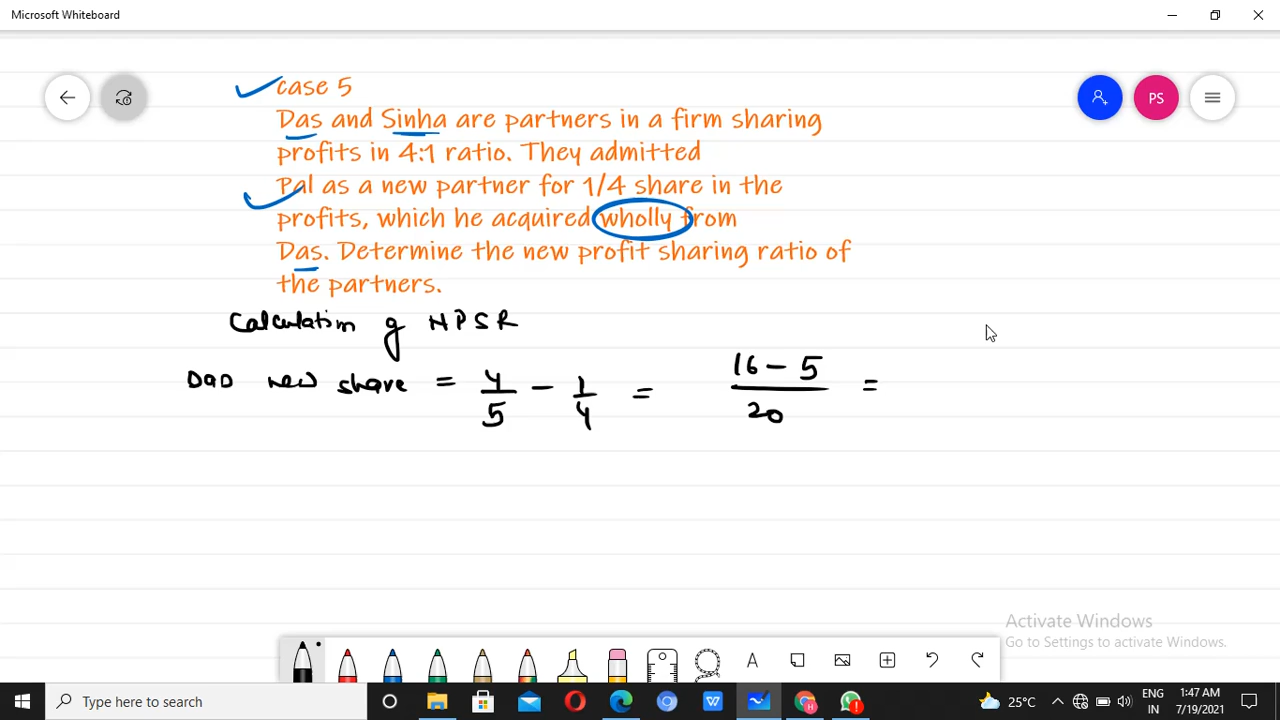 Microsoft Whiteboard
case 5
Das and Sinha are partners in a firm sharing
profits in 4:1 ratio. They admitted
Pal as a new partner for 1/4 share in the
profits, which he acquired wholly from
Das. Determine the new profit sharing ratio of
the partners.
PS
Calculation of NPSR
Das new share = 4/5 - 1/4 = 16 - 5/20 =
Activate Windows
Go to Settings to activate Windows.
A
Type here to search
W
H
25°C
ENG
IN
1:47 AM
7/19/2021